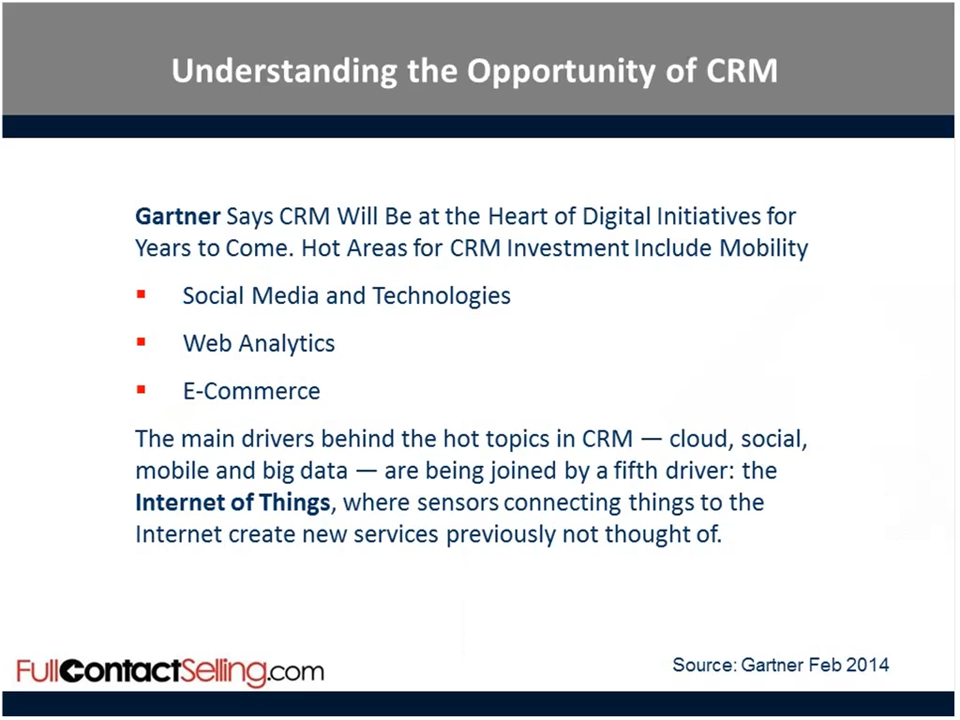 Understanding the Opportunity of CRM
Gartner Says CRM Will Be at the Heart of Digital Initiatives for
Years to Come. Hot Areas for CRM Investment Include Mobility
▪ Social Media and Technologies
▪ Web Analytics
▪ E-Commerce
The main drivers behind the hot topics in CRM — cloud, social,
mobile and big data — are being joined by a fifth driver: the
Internet of Things, where sensors connecting things to the
Internet create new services previously not thought of.
FullContactSelling.com
Source: Gartner Feb 2014